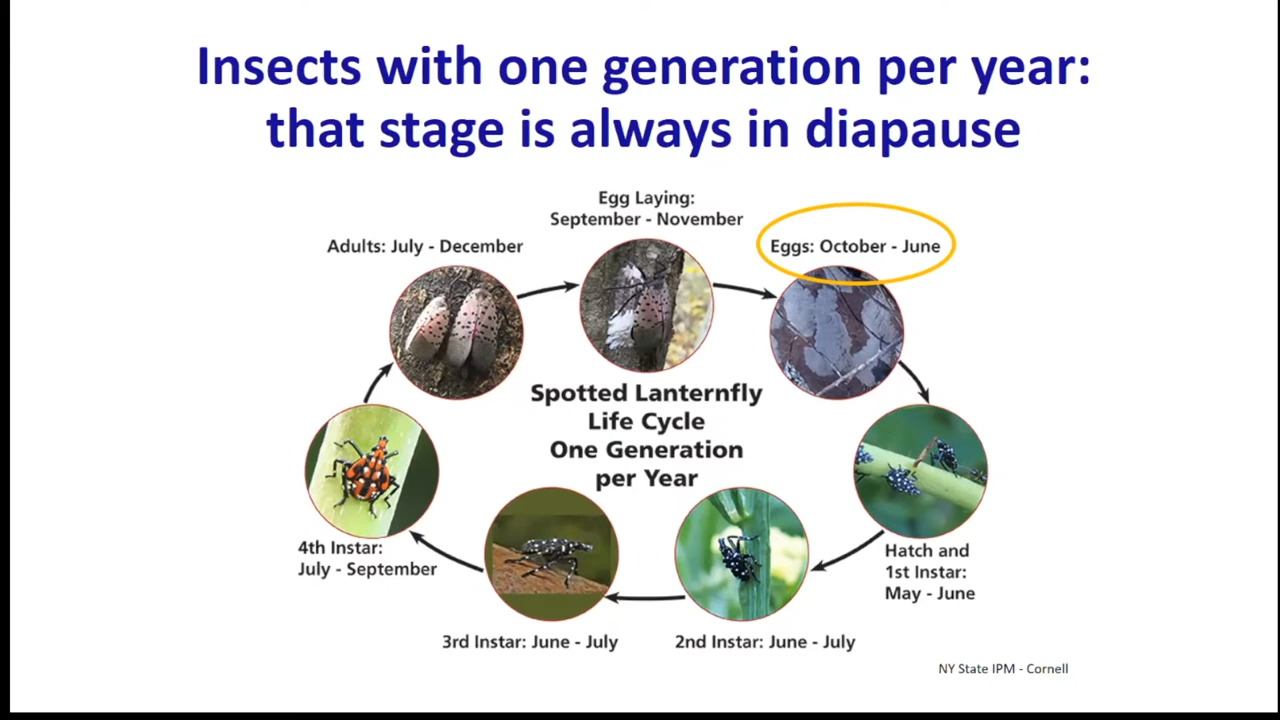 Insects with one generation per year:
that stage is always in diapause
Egg Laying:
September - November
Adults: July - December
Eggs: October - June
Spotted Lanternfly
Life Cycle
One Generation
per Year
4th Instar:
July - September
Hatch and
1st Instar:
May - June
3rd Instar: June - July
2nd Instar: June - July
NY State IPM - Cornell